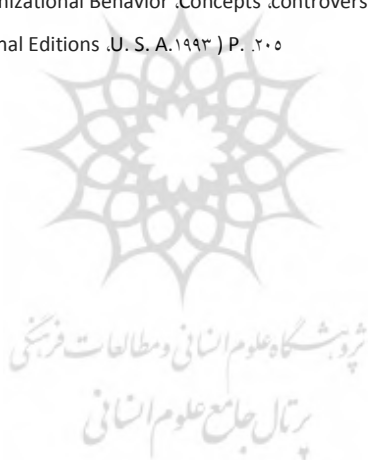 nizational Behavior ،Concepts ،controvers
nal Editions ،U. S. A.۱۹۹۳ ) P. .۲۰۵
پژوهشگاه علوم انسانی و مطالعات فرهنگی
پرتال جامع علوم انسانی